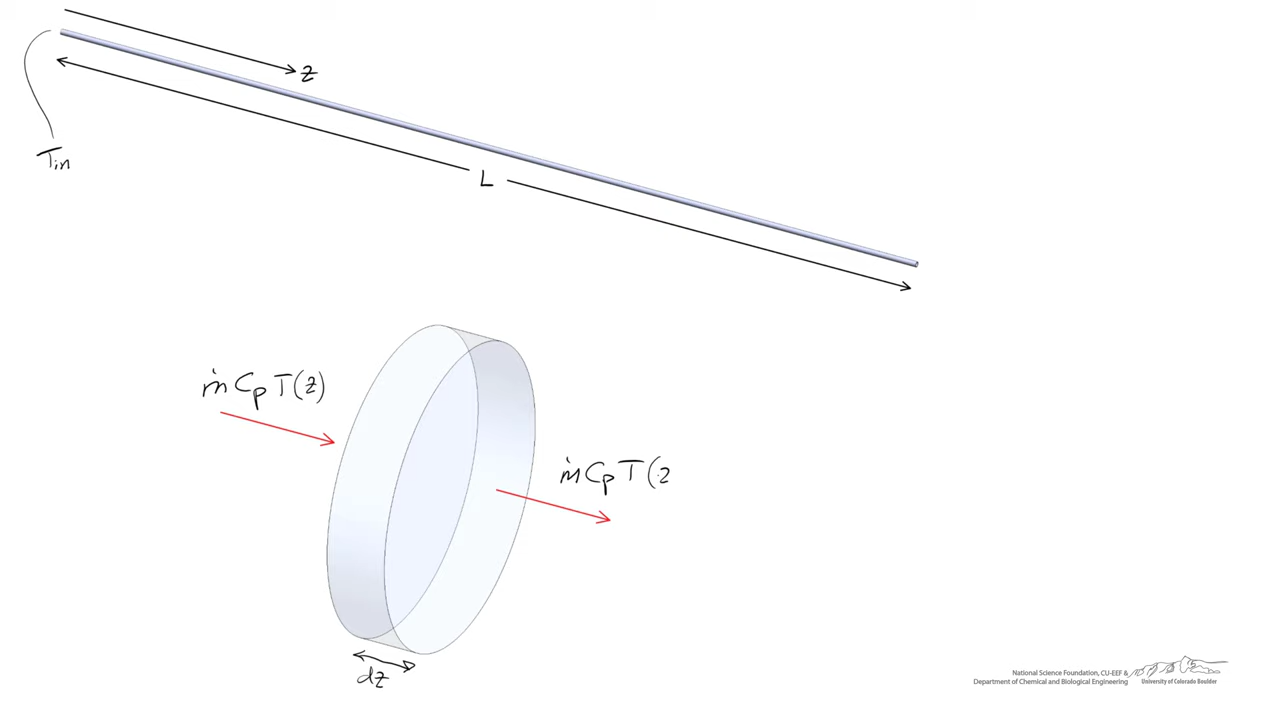 z
T_in
L
ṁ C_p T(z)
ṁ C_p T(z
dz
National Science Foundation, CU-EEF &
Department of Chemical and Biological Engineering
University of Colorado Boulder